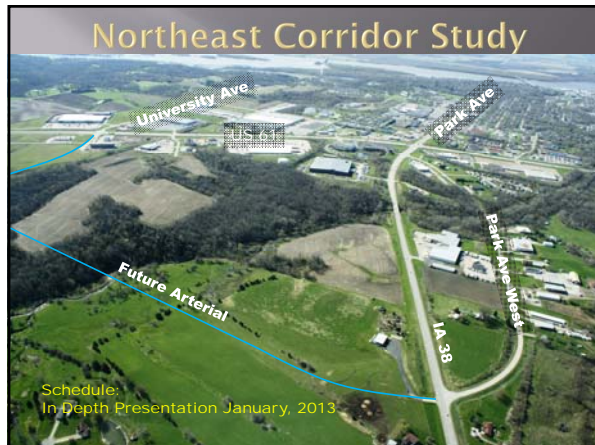 Northeast Corridor Study
University Ave
US 61
Park Ave
Park Ave West
Future Arterial
IA 38
Schedule:
In Depth Presentation January, 2013